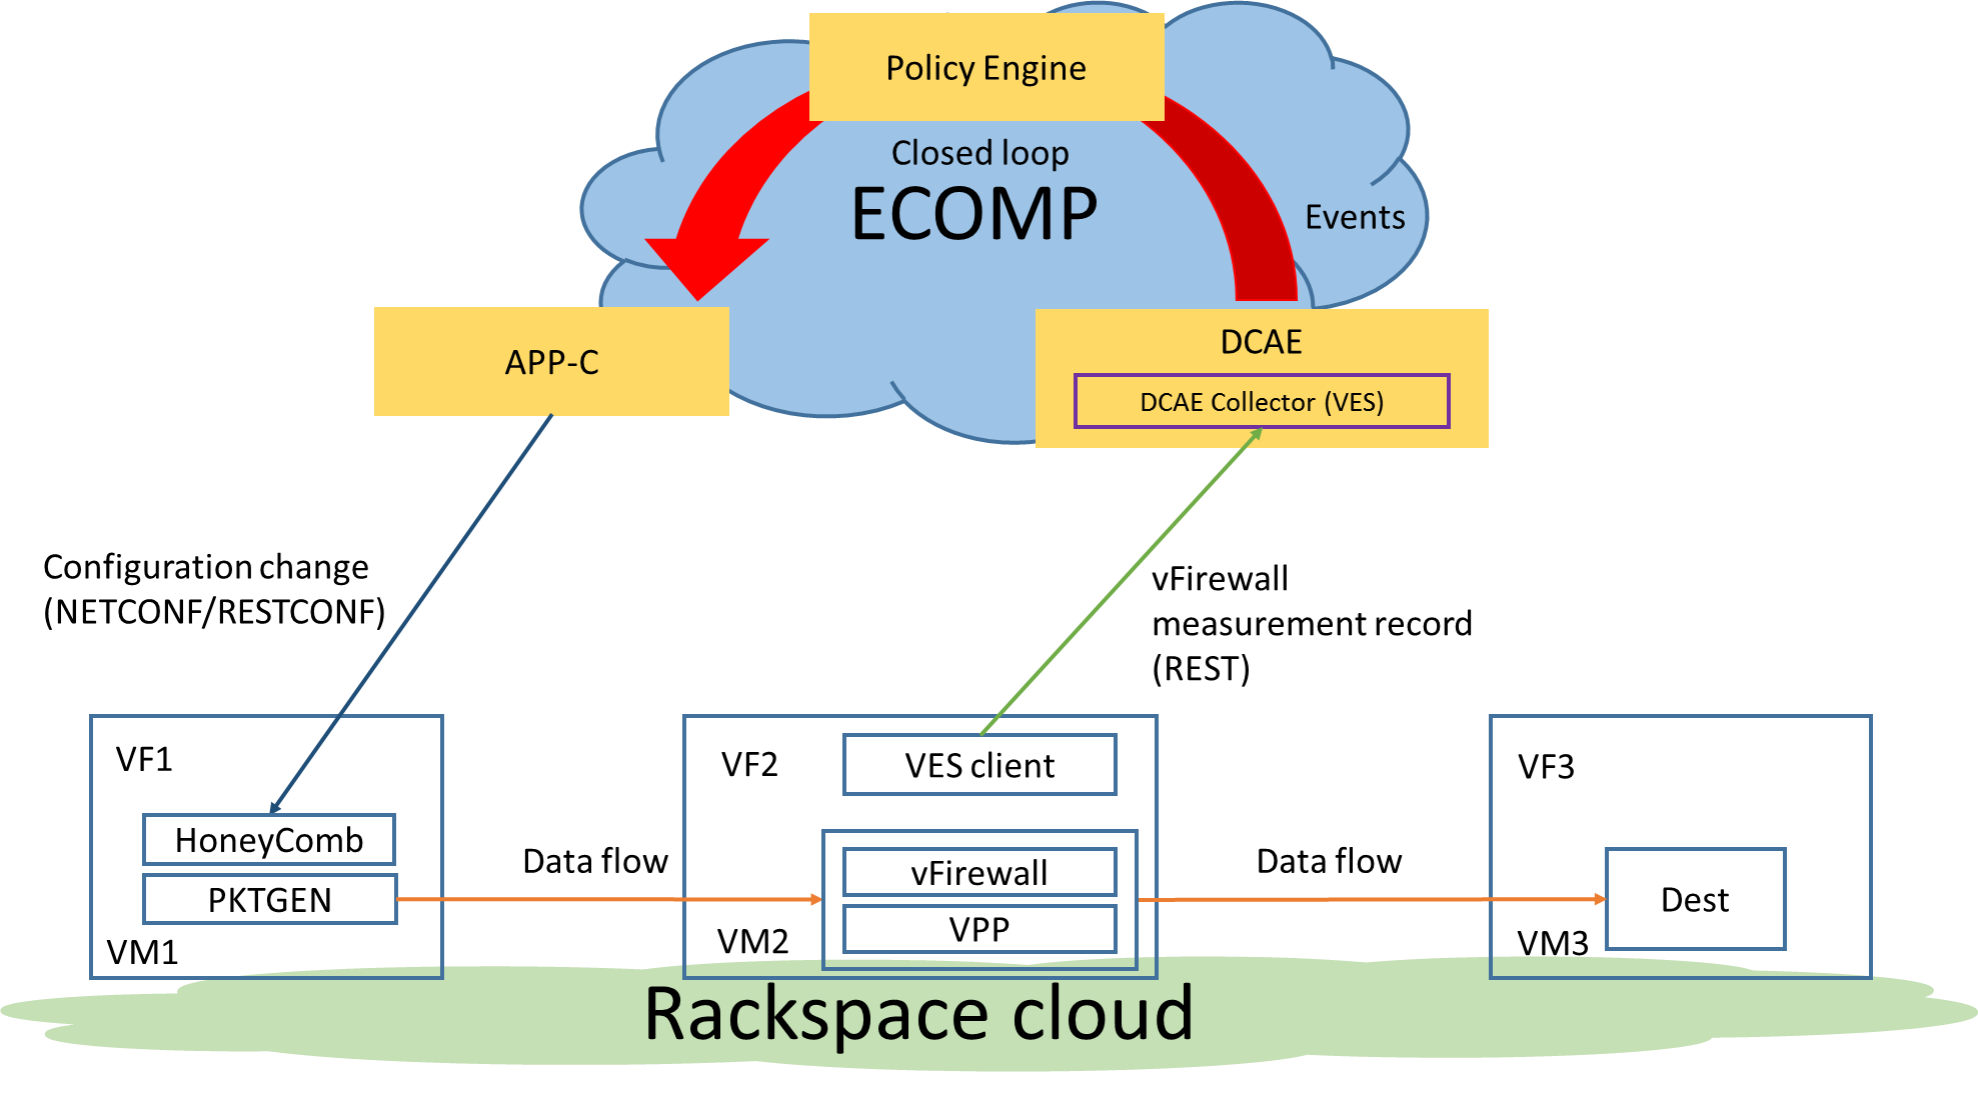 Policy Engine
Closed loop
ECOMP
Events
APP-C
DCAE
DCAE Collector (VES)
Configuration change
(NETCONF/RESTCONF)
vFirewall
measurement record
(REST)
VF1
HoneyComb
PKTGEN
VM1
Data flow
VF2
VES client
vFirewall
VPP
VM2
Data flow
VF3
Dest
VM3
Rackspace cloud